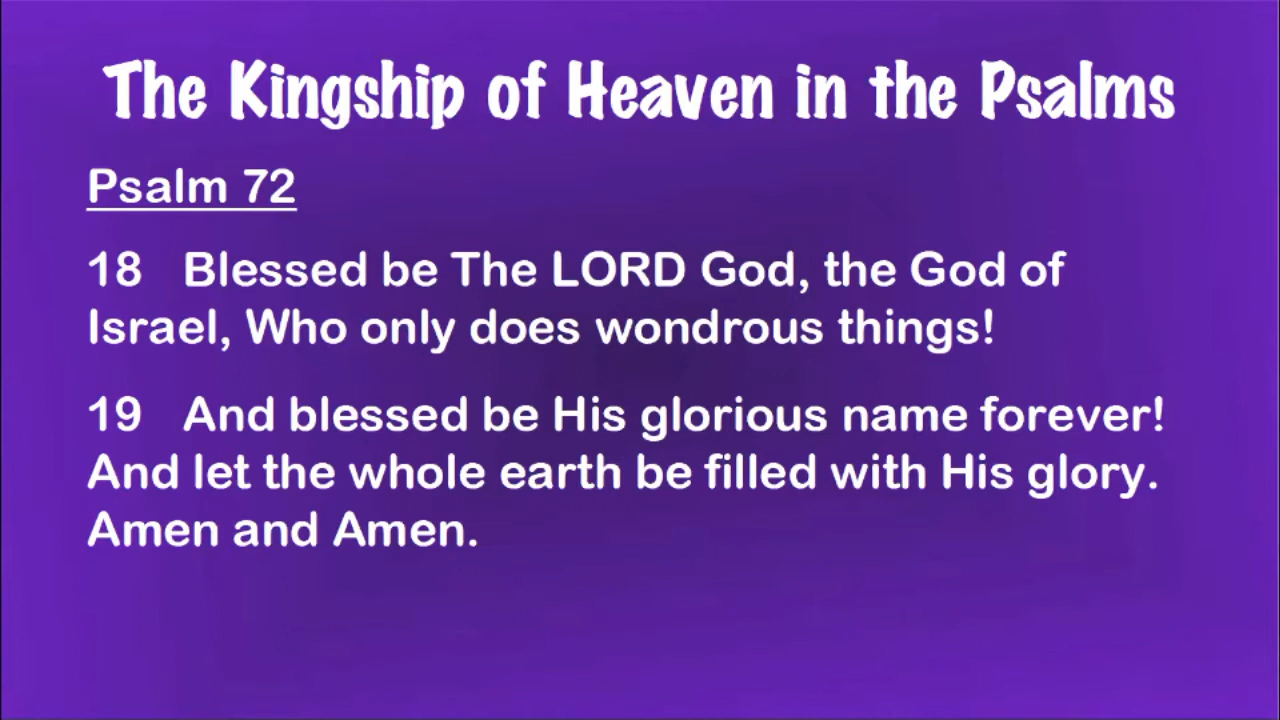 The Kingship of Heaven in the Psalms
Psalm 72
18 Blessed be The LORD God, the God of
Israel, Who only does wondrous things!
19 And blessed be His glorious name forever!
And let the whole earth be filled with His glory.
Amen and Amen.